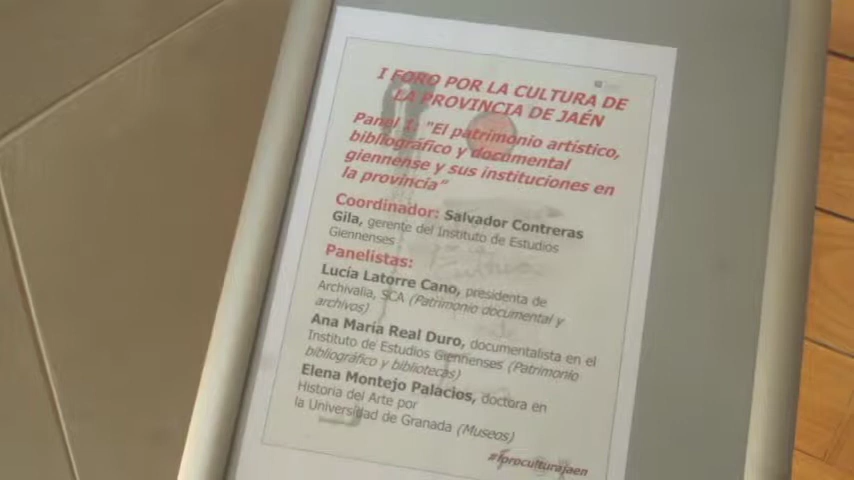 I FORO POR LA CULTURA DE
LA PROVINCIA DE JAÉN
Panel 1: "El patrimonio artístico,
bibliográfico y documental
giennense y sus instituciones en
la provincia"
Coordinador: Salvador Contreras
Gila, gerente del Instituto de Estudios
Giennenses
Panelistas:
Lucía Latorre Cano, presidenta de
Archivalia, SCA (Patrimonio documental y
archivos)
Ana María Real Duro, documentalista en el
Instituto de Estudios Giennenses (Patrimonio
bibliográfico y bibliotecas)
Elena Montejo Palacios, doctora en
Historia del Arte por
la Universidad de Granada (Museos)
#foroculturajaen